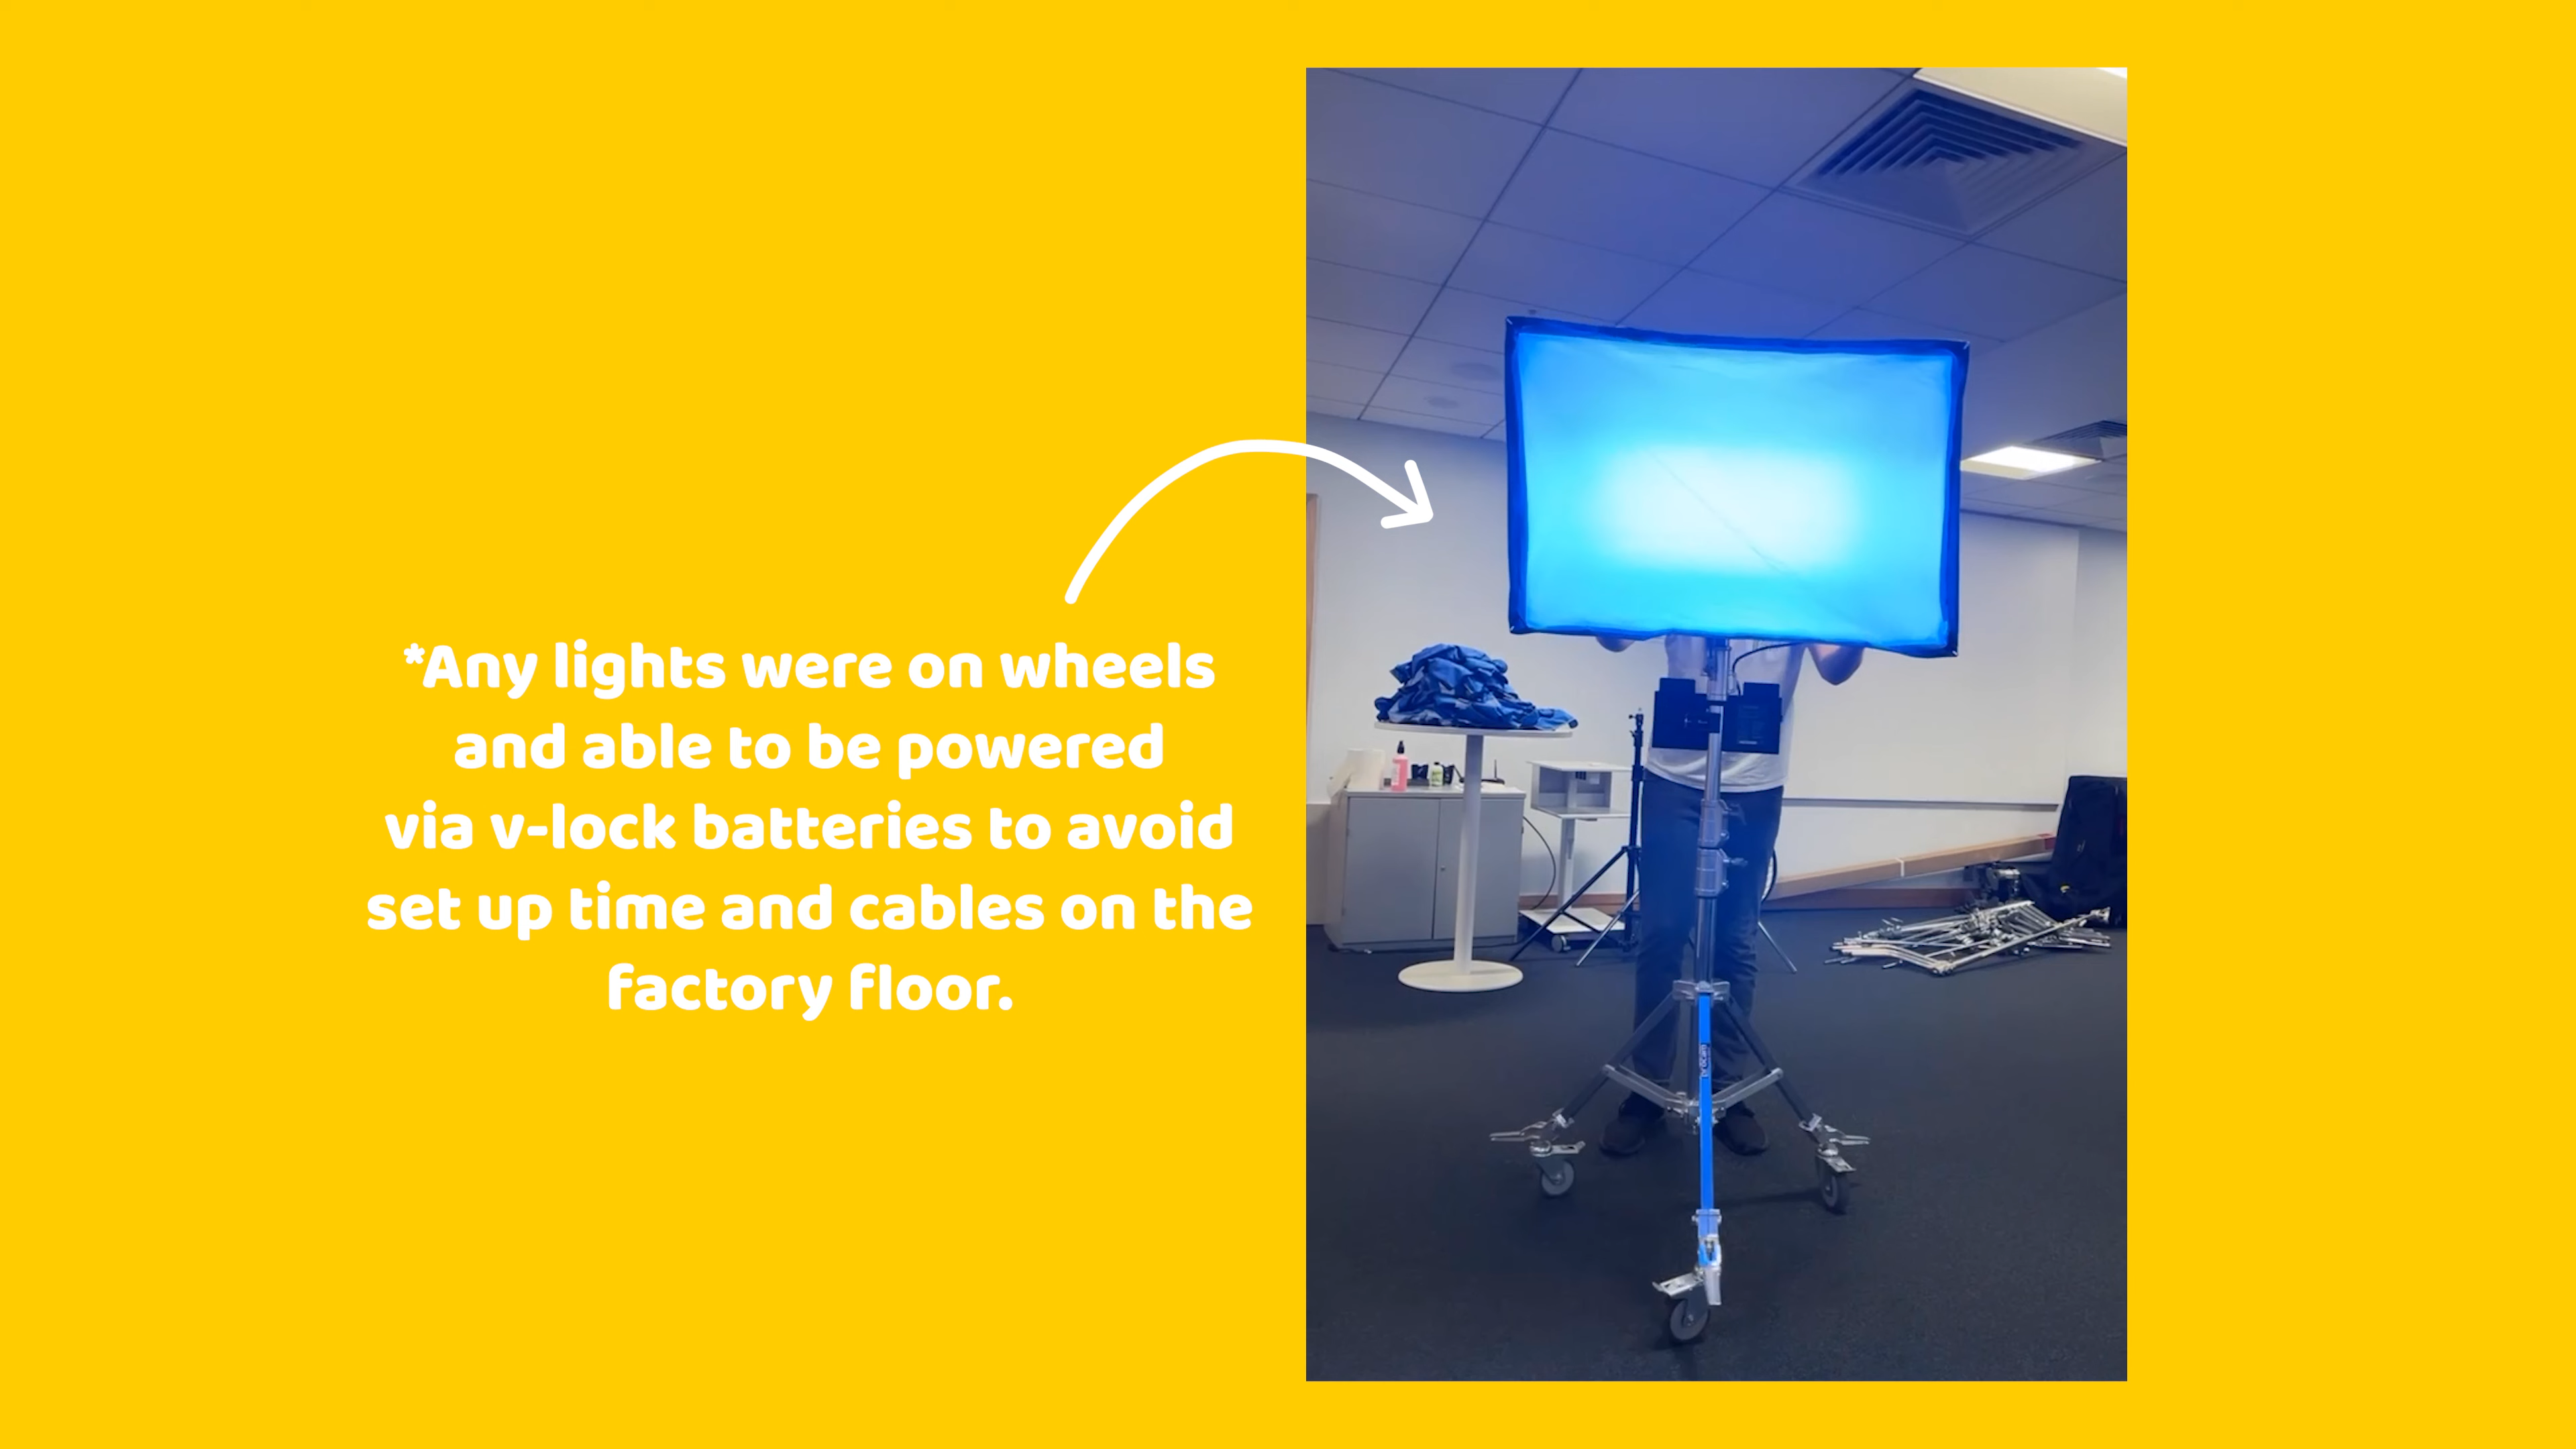 *Any lights were on wheels
and able to be powered
via v-lock batteries to avoid
set up time and cables on the
factory floor.